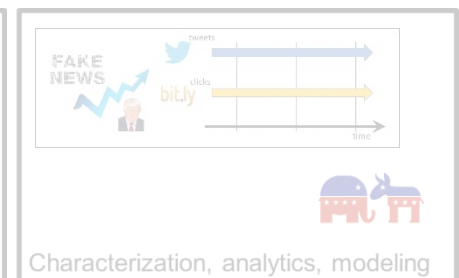 tweets
FAKE
NEWS
clicks
bit.ly
time
Characterization, analytics, modeling